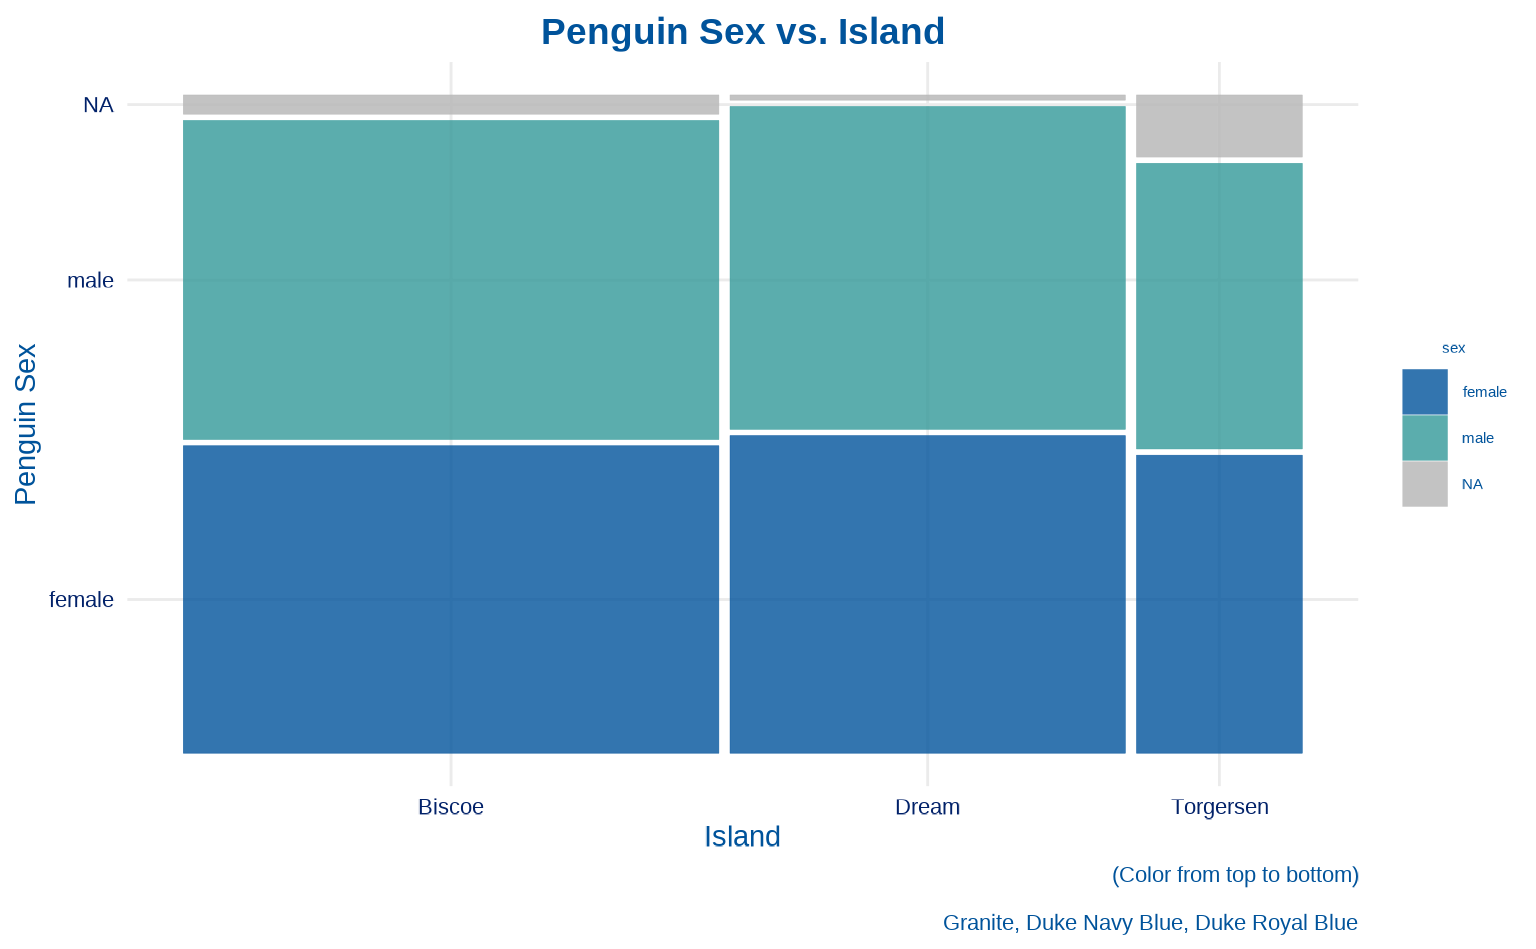 Penguin Sex vs. Island
NA
male
female
Penguin Sex
Biscoe
Dream
Torgersen
Island
sex
female
male
NA
(Color from top to bottom)
Granite, Duke Navy Blue, Duke Royal Blue